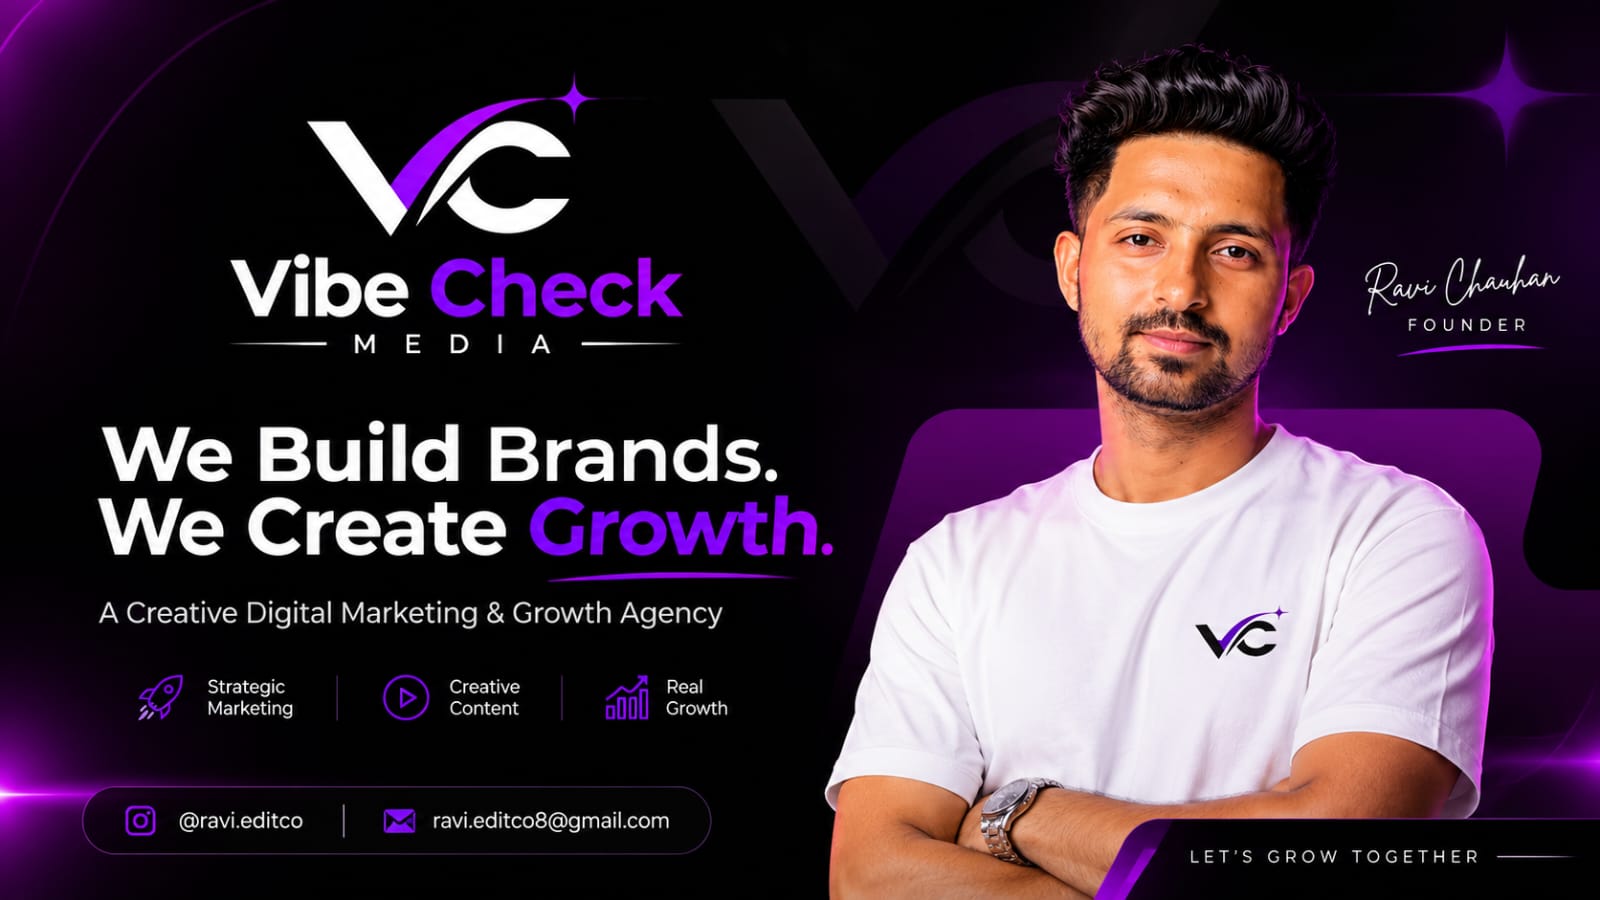 VC
Vibe Check
MEDIA
We Build Brands.
We Create Growth.
A Creative Digital Marketing & Growth Agency
Strategic
Marketing
Creative
Content
Real
Growth
@ravi.editco
ravi.editco8@gmail.com
Ravi Chauhan
FOUNDER
VC
LET'S GROW TOGETHER